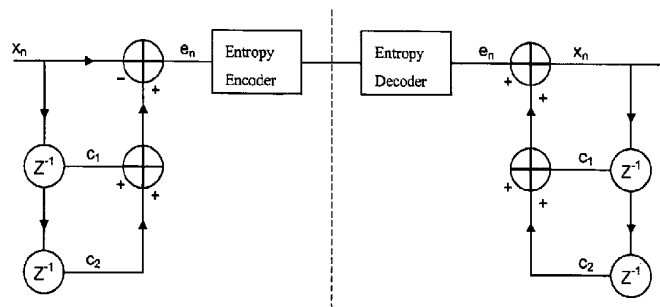 xn
−
+
en
Entropy
Encoder
Entropy
Decoder
en
+
xn
Z-1
c1
+
+
+
+
c1
Z-1
Z-1
c2
c2
Z-1